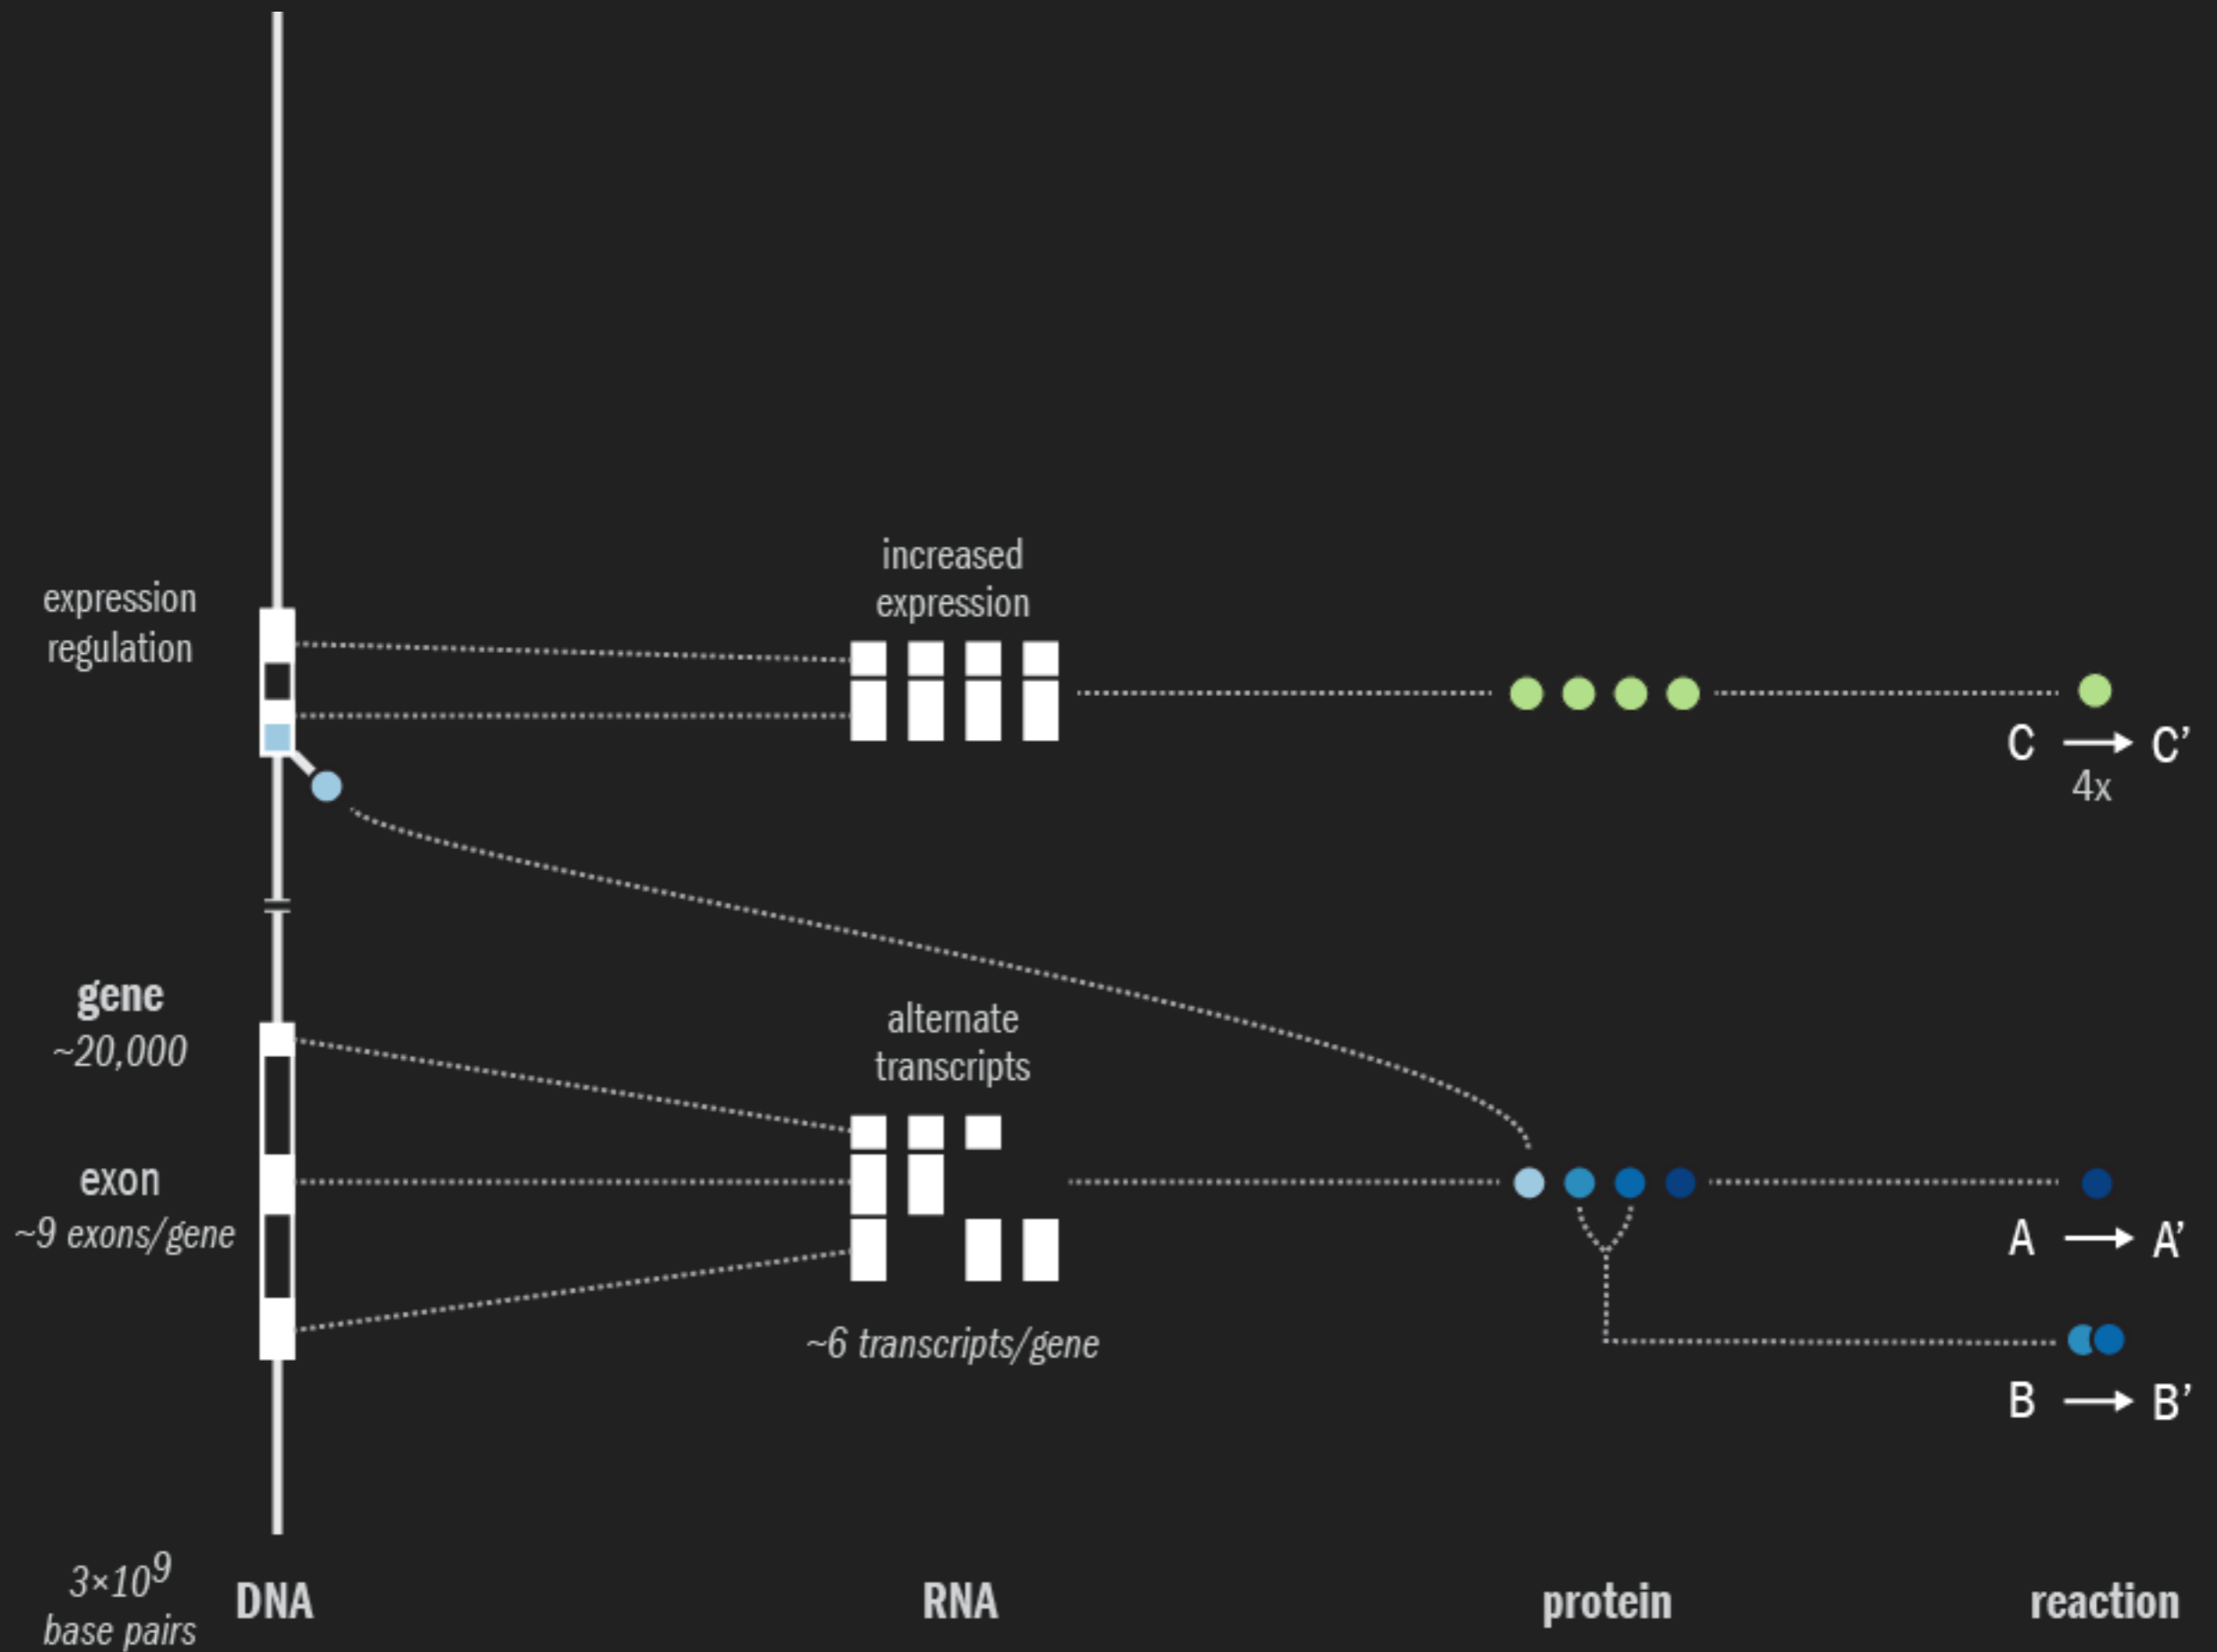 increased
expression
expression
regulation
C → C’
4x
gene
~20,000
alternate
transcripts
exon
~9 exons/gene
A → A’
~6 transcripts/gene
B → B’
3×10⁹
base pairs
DNA
RNA
protein
reaction